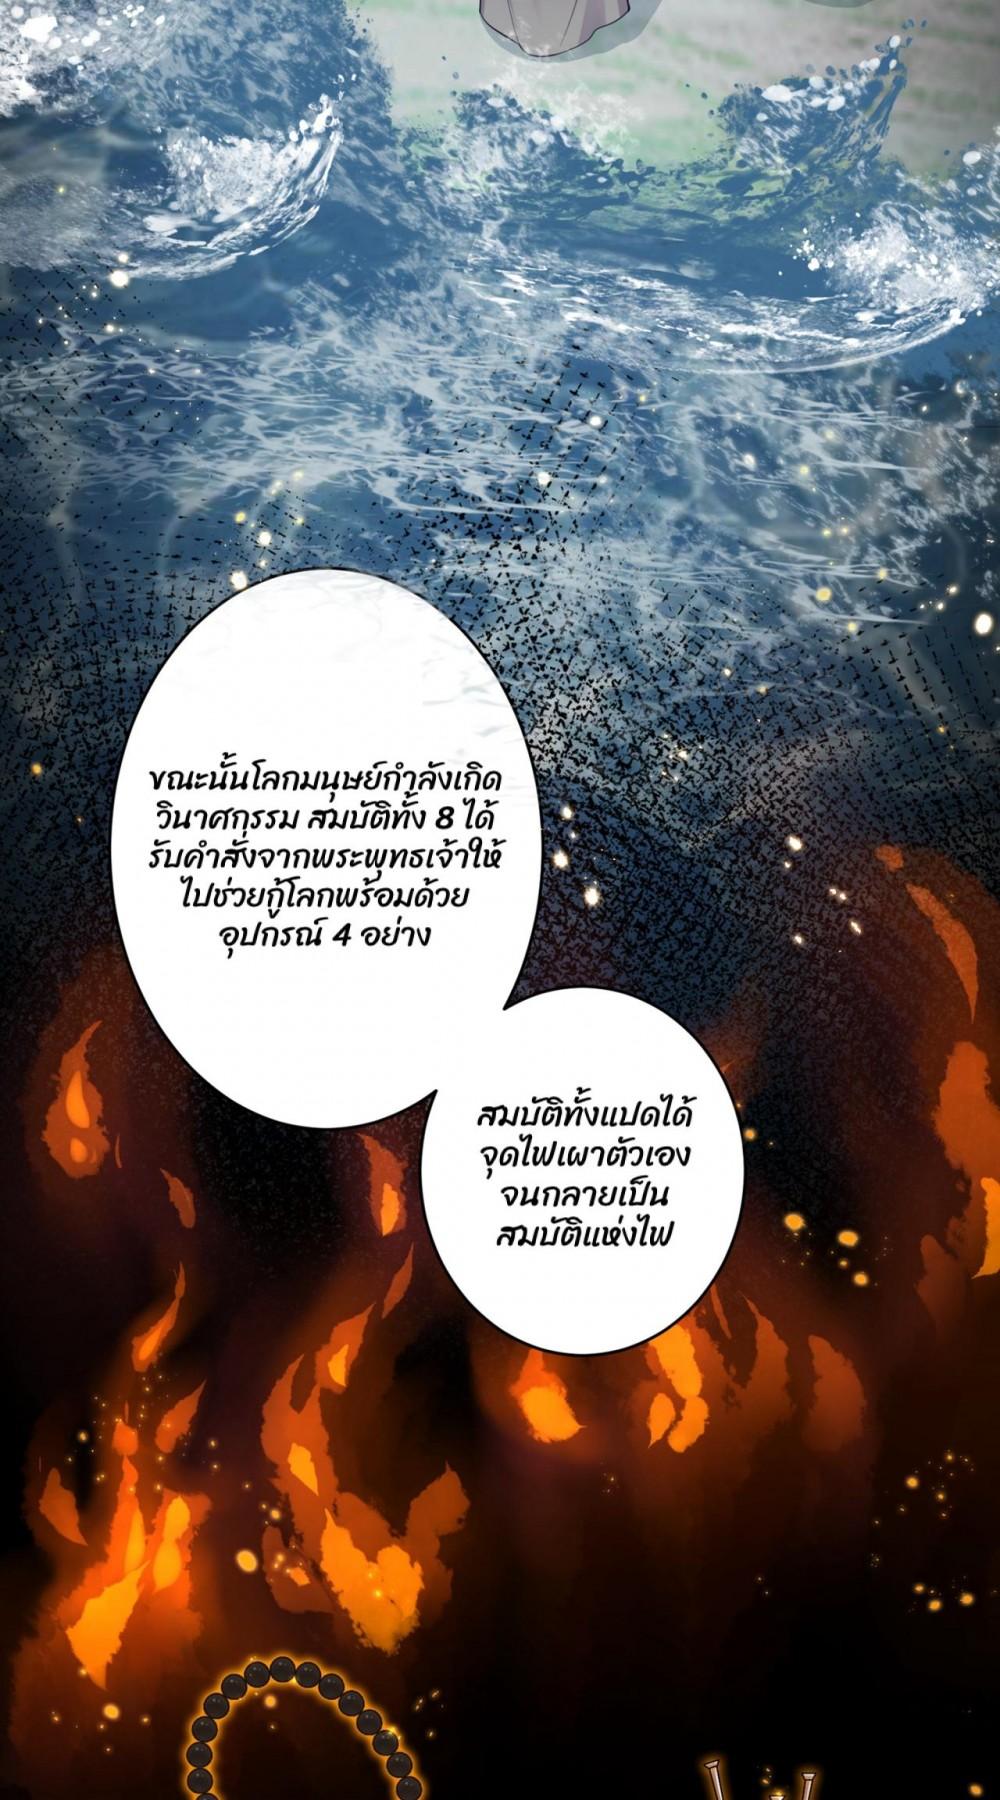 ขณะนั้นโลกมนุษย์กำลังเกิด
วินาศกรรม สมบัติทั้ง 8 ได้
รับคำสั่งจากพระพุทธเจ้าให้
ไปช่วยกู้โลกพร้อมด้วย
อุปกรณ์ 4 อย่าง
สมบัติทั้งแปดได้
จุดไฟเผาตัวเอง
จนกลายเป็น
สมบัติแห่งไฟ